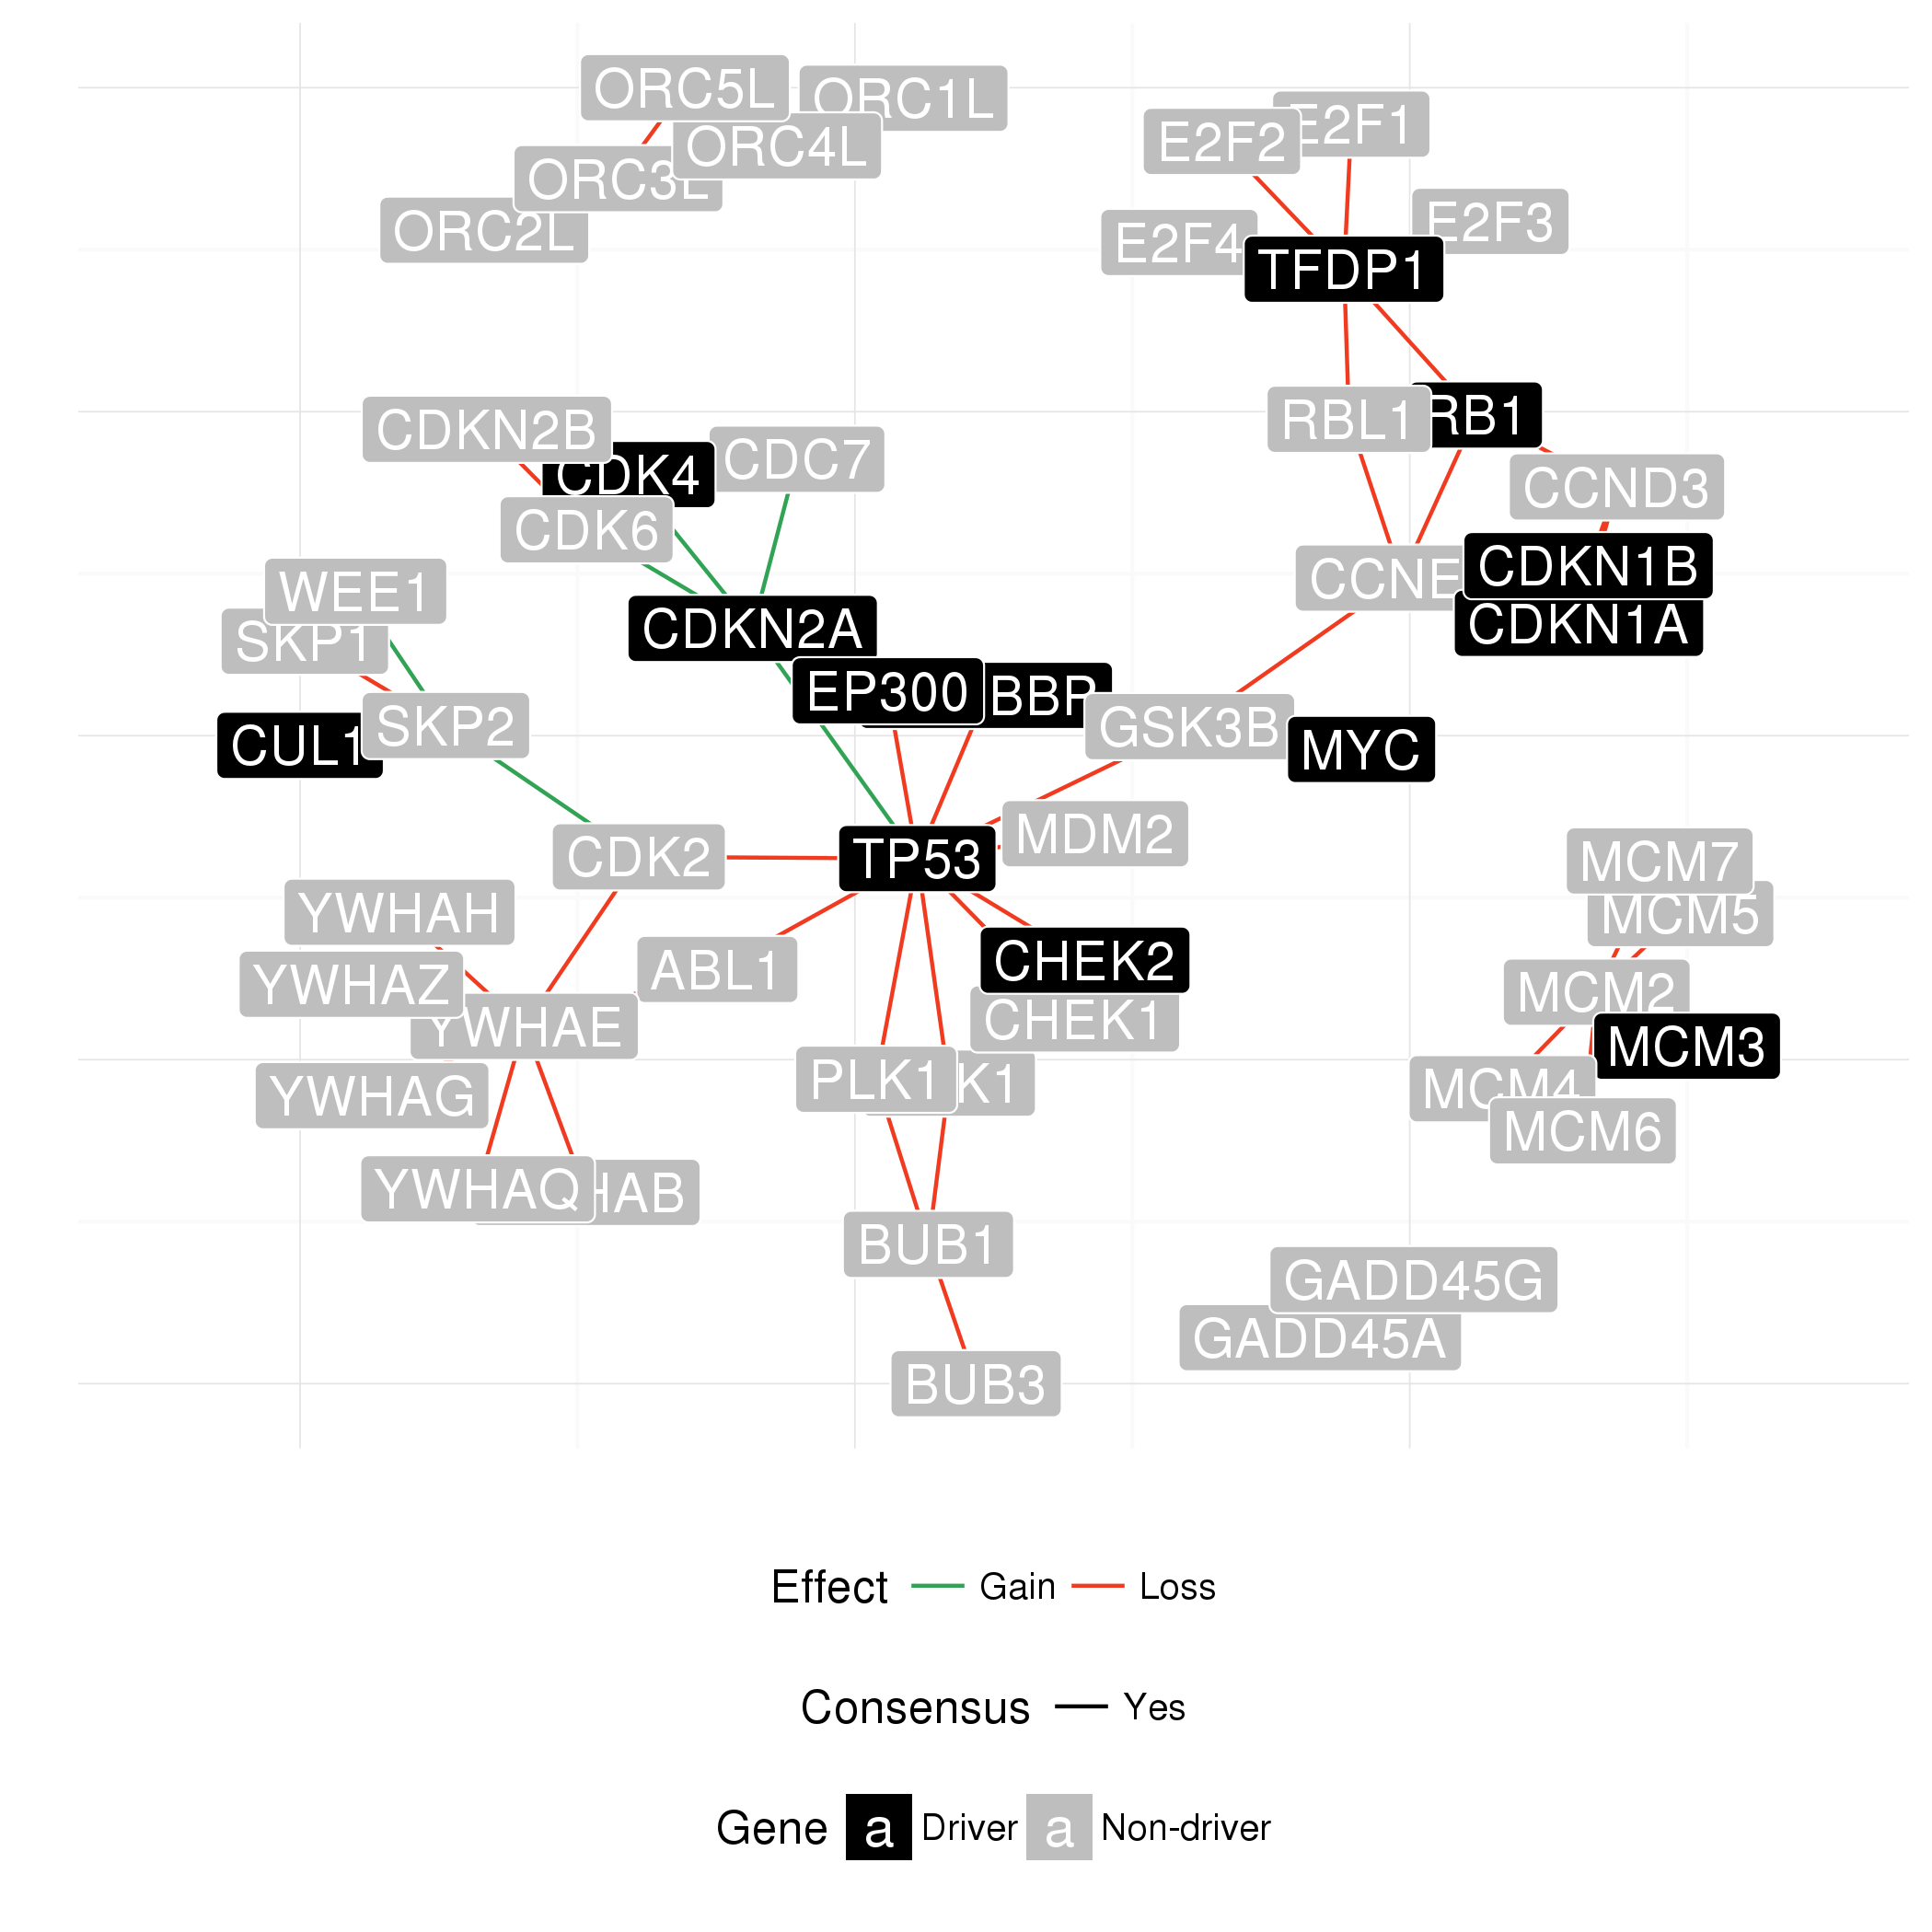 ORC5L
ORC1L
E2F1
E2F2
ORC4L
ORC3L
E2F3
ORC2L
E2F4
TFDP1
RB1
RBL1
CDKN2B
CDC7
CDK4
CCND3
CDK6
CDKN1B
CCNE
WEE1
CDKN1A
CDKN2A
SKP1
EP300
BBP
SKP2
GSK3B
CUL1
MYC
MDM2
CDK2
TP53
MCM7
YWHAH
MCM5
CHEK2
ABL1
YWHAZ
MCM2
CHEK1
YWHAE
MCM3
PLK1
K1
MCM4
YWHAG
MCM6
YWHAQ
HAB
BUB1
GADD45G
GADD45A
BUB3
Effect Gain Loss
Consensus Yes
Gene a Driver a Non-driver